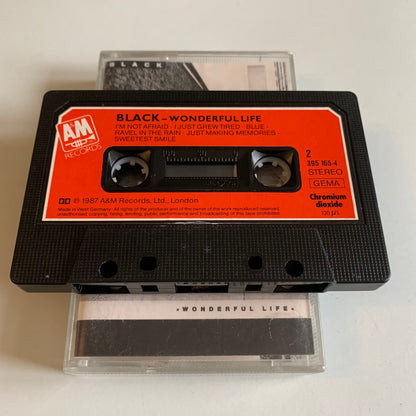 BLACK
BLACK – WONDERFUL LIFE
I'M NOT AFRAID · I JUST GREW TIRED · BLUE ·
RAVEL IN THE RAIN · JUST MAKING MEMORIES
SWEETEST SMILE
A&M
RECORDS
2
395 165-4
STEREO
GEMA
℗ 1987 A&M Records, Ltd., London
Made in West Germany · All rights of the producer and of the owner of the work reproduced reserved,
unauthorised copying, hiring, lending, public performance and broadcasting of this tape prohibited.
Chromium
dioxide
120 µs
•WONDERFUL LIFE•